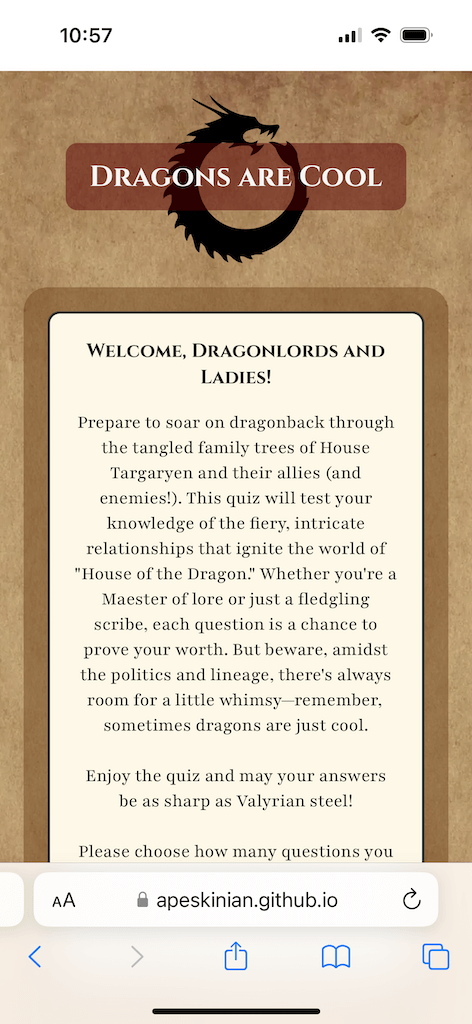 10:57
Dragons are Cool
Welcome, Dragonlords and
Ladies!
Prepare to soar on dragonback through
the tangled family trees of House
Targaryen and their allies (and
enemies!). This quiz will test your
knowledge of the fiery, intricate
relationships that ignite the world of
"House of the Dragon." Whether you're a
Maester of lore or just a fledgling
scribe, each question is a chance to
prove your worth. But beware, amidst
the politics and lineage, there's always
room for a little whimsy—remember,
sometimes dragons are just cool.
Enjoy the quiz and may your answers
be as sharp as Valyrian steel!
Please choose how many questions you
AA apeskinian.github.io